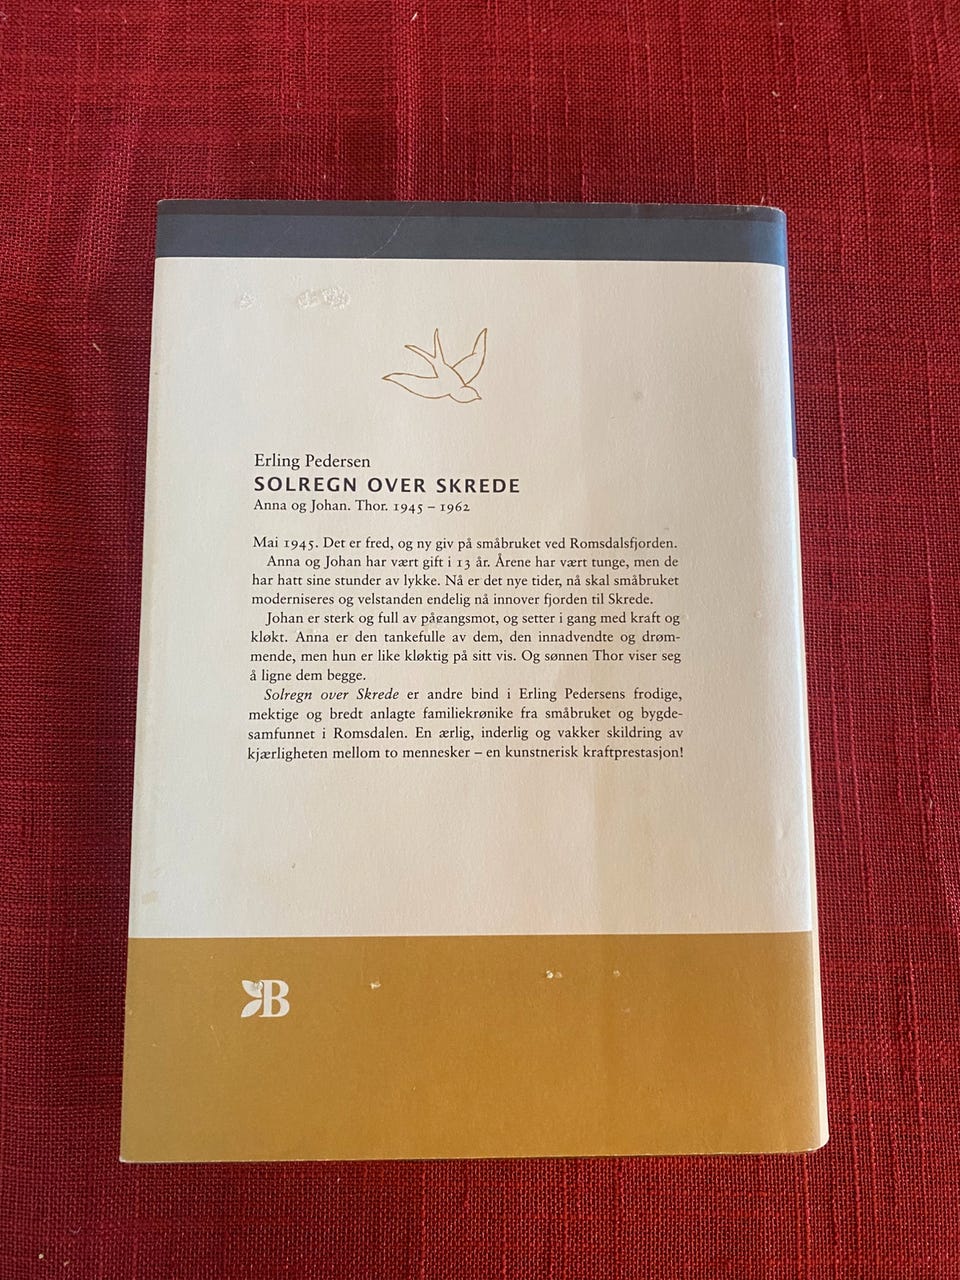 Erling Pedersen
SOLREGN OVER SKREDE
Anna og Johan. Thor. 1945 – 1962
Mai 1945. Det er fred, og ny giv på småbruket ved Romsdalsfjorden.
Anna og Johan har vært gift i 13 år. Årene har vært tunge, men de
har hatt sine stunder av lykke. Nå er det nye tider, nå skal småbruket
moderniseres og velstanden endelig nå innover fjorden til Skrede.
Johan er sterk og full av pågangsmot, og setter i gang med kraft og
kløkt. Anna er den tankefulle av dem, den innadvendte og drøm-
mende, men hun er like kløktig på sitt vis. Og sønnen Thor viser seg
å ligne dem begge.
Solregn over Skrede er andre bind i Erling Pedersens frodige,
mektige og bredt anlagte familiekrønike fra småbruket og bygde-
samfunnet i Romsdalen. En ærlig, inderlig og vakker skildring av
kjærligheten mellom to mennesker – en kunstnerisk kraftprestasjon!
B